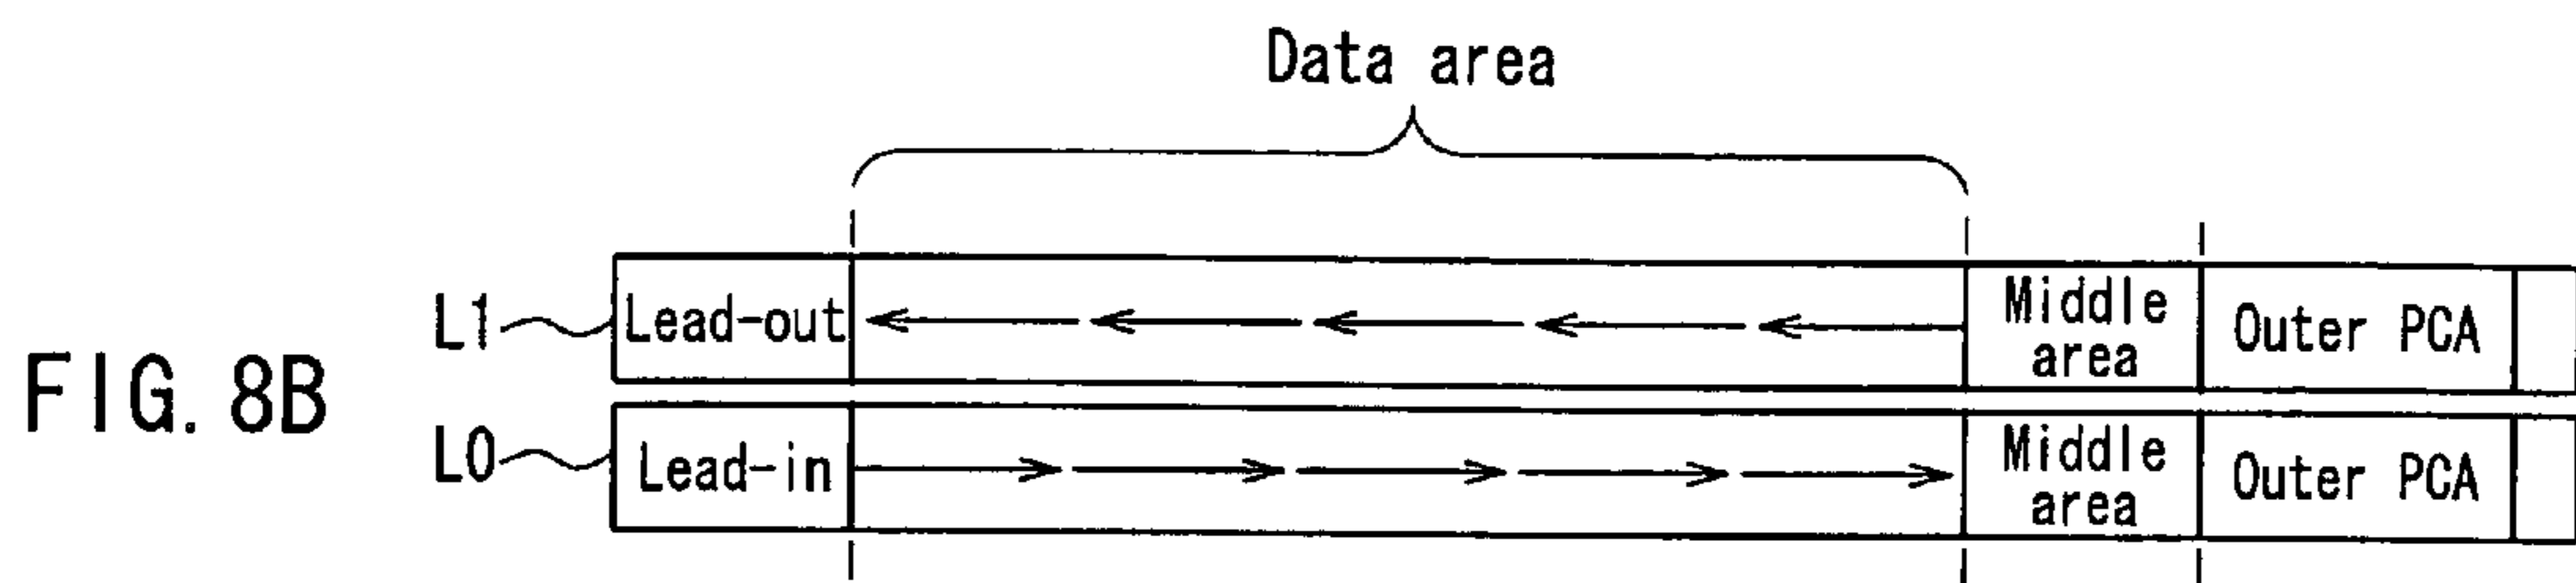 Data area
L1 Lead-out Middle area Outer PCA
FIG. 8B
L0 Lead-in Middle area Outer PCA